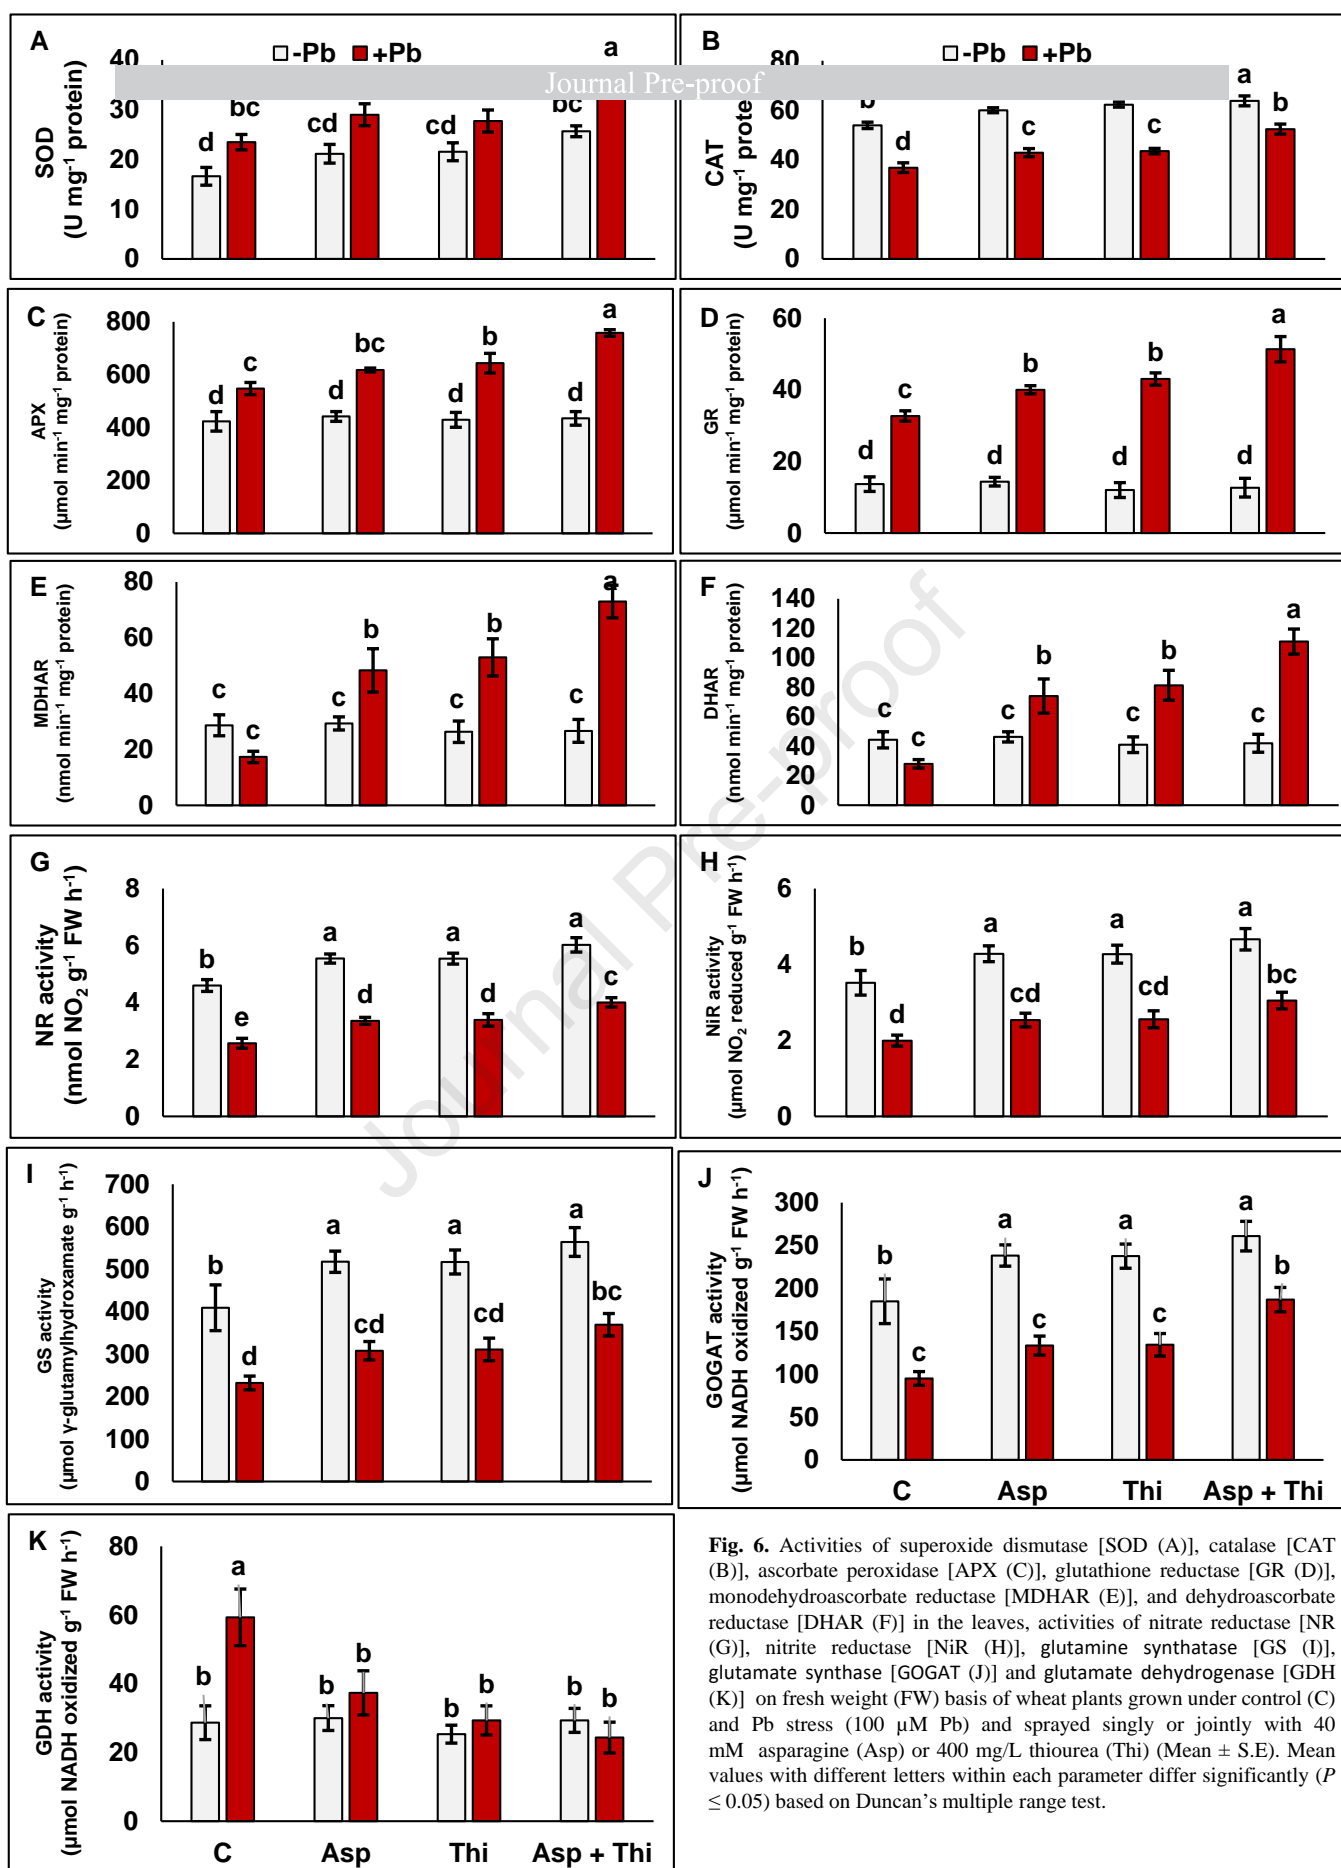 A
-Pb +Pb
a
40
30
20
10
0
SOD
(U mg⁻¹ protein)
d bc cd cd bc
B
-Pb +Pb
80
60
40
20
0
CAT
a
b d c c b
Journal Pre-proof
C
800
600
400
200
0
APX
(µmol min⁻¹ mg⁻¹ protein)
d c d bc d b d a
D
60
40
20
0
GR
(µmol min⁻¹ mg⁻¹ protein)
d c d b d b d a
E
80
60
40
20
0
MDHAR
(nmol min⁻¹ mg⁻¹ protein)
c c c b c b c a
F
140
120
100
80
60
40
20
0
DHAR
(nmol min⁻¹ mg⁻¹ protein)
c c c b c b c a
G
8
6
4
2
0
NR activity
(nmol NO₂ g⁻¹ FW h⁻¹)
b e a d a d a c
H
6
4
2
0
NiR activity
(µmol NO₂ reduced g⁻¹ FW h⁻¹)
b d a cd a cd a bc
I
700
600
500
400
300
200
100
0
GS activity
(µmol γ-glutamylhydroxamate g⁻¹ h⁻¹)
b d a cd a cd a bc
J
300
250
200
150
100
50
0
GOGAT activity
(µmol NADH oxidized g⁻¹ FW h⁻¹)
b c a c a c a b
C Asp Thi Asp + Thi
K
80
60
40
20
0
GDH activity
(µmol NADH oxidized g⁻¹ FW h⁻¹)
b a b b b b b b
C Asp Thi Asp + Thi
Journal Pre-proof
Fig. 6. Activities of superoxide dismutase [SOD (A)], catalase [CAT
(B)], ascorbate peroxidase [APX (C)], glutathione reductase [GR (D)],
monodehydroascorbate reductase [MDHAR (E)], and dehydroascorbate
reductase [DHAR (F)] in the leaves, activities of nitrate reductase [NR
(G)], nitrite reductase [NiR (H)], glutamine synthatase [GS (I)],
glutamate synthase [GOGAT (J)] and glutamate dehydrogenase [GDH
(K)] on fresh weight (FW) basis of wheat plants grown under control (C)
and Pb stress (100 µM Pb) and sprayed singly or jointly with 40
mM asparagine (Asp) or 400 mg/L thiourea (Thi) (Mean ± S.E). Mean
values with different letters within each parameter differ significantly (P
≤ 0.05) based on Duncan's multiple range test.